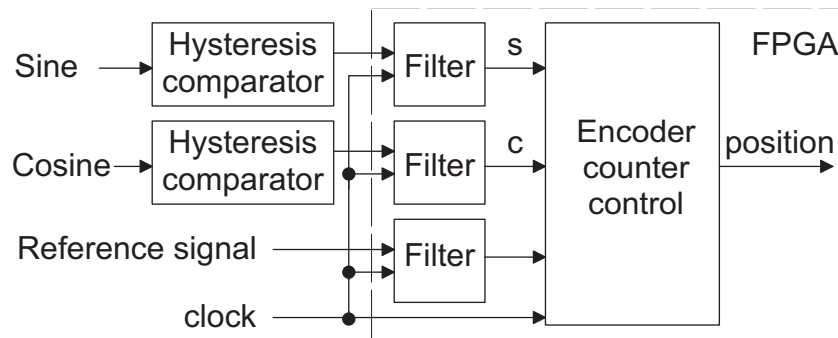 Sine
Hysteresis
comparator
Filter
s
FPGA
Cosine
Hysteresis
comparator
Filter
c
Encoder
counter
control
position
Reference signal
Filter
clock